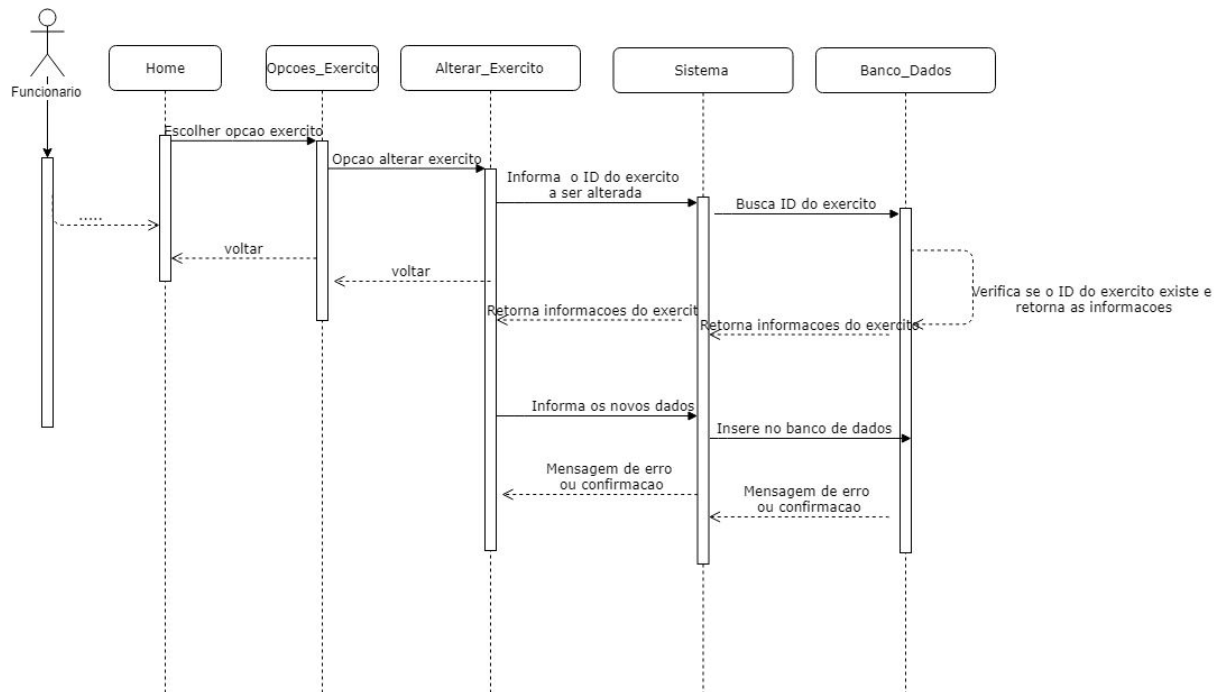 Funcionario
Home
Opcoes_Exercito
Alterar_Exercito
Sistema
Banco_Dados
Escolher opcao exercito
Opcao alterar exercito
Informa o ID do exercito
a ser alterada
Busca ID do exercito
.....
voltar
voltar
Verifica se o ID do exercito existe e
retorna as informacoes
Retorna informacoes do exercit
Retorna informacoes do exercito
Informa os novos dados
Insere no banco de dados
Mensagem de erro
ou confirmacao
Mensagem de erro
ou confirmacao